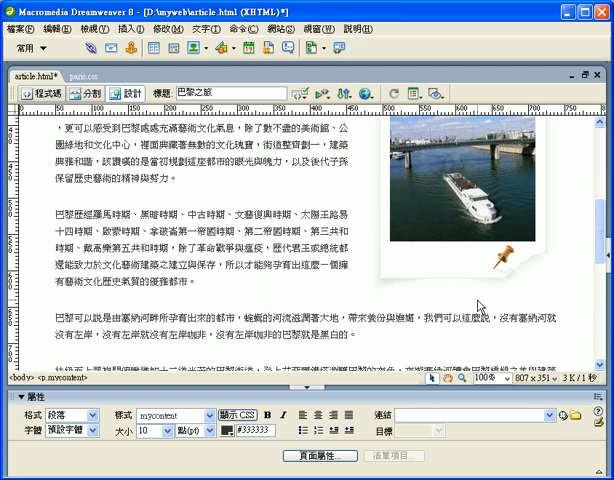 Macromedia Dreamweaver 8 - [D:\myweb\article.html (XHTML)*]
檔案(F) 編輯(E) 檢視(V) 插入(I) 修改(M) 文字(T) 命令(C) 網站(S) 視窗(W) 說明(H)
常用
article.html* paris.css
程式碼 分割 設計 標題: 巴黎之旅
0 50 100 150 200 250 300 350 400 450 500 550 600 650 700 750
，更可以感受到巴黎處處充滿藝術文化氣息，除了數不盡的美術館、公
園綠地和文化中心，裡面典藏著無數的文化瑰寶，街道整齊劃一，建築
典雅和諧，該讚嘆的是當初規劃這座都市的眼光與魄力，以及後代子孫
保留歷史藝術的精神與努力。
巴黎歷經羅馬時期、黑暗時期、中古時期、文藝復興時期、太陽王路易
十四時期、啟蒙時期、拿破崙第一帝國時期、第二帝國時期、第三共和
時期、戴高樂第五共和時期，除了革命戰爭與瘟疫，歷代君王或總統都
還能致力於文化藝術建築之建立與保存，所以才能夠孕育出這麼一個擁
有藝術文化歷史氣質的優雅都市。
巴黎可以說是由塞納河畔所孕育出來的都市，蜿蜒的河流滋潤著大地，帶來養份與嫵媚，我們可以這麼說，沒有塞納河就
沒有左岸，沒有左岸就沒有左岸咖啡，沒有左岸咖啡的巴黎就是黑白的。
<body> <p.mycontent> 100% 807 x 351 3 K / 1 秒
屬性
格式 段落 樣式 mycontent 顯示 CSS B I 連結
字體 預設字體 大小 10 點(pt) #333333 目標
頁面屬性... 清單項目...